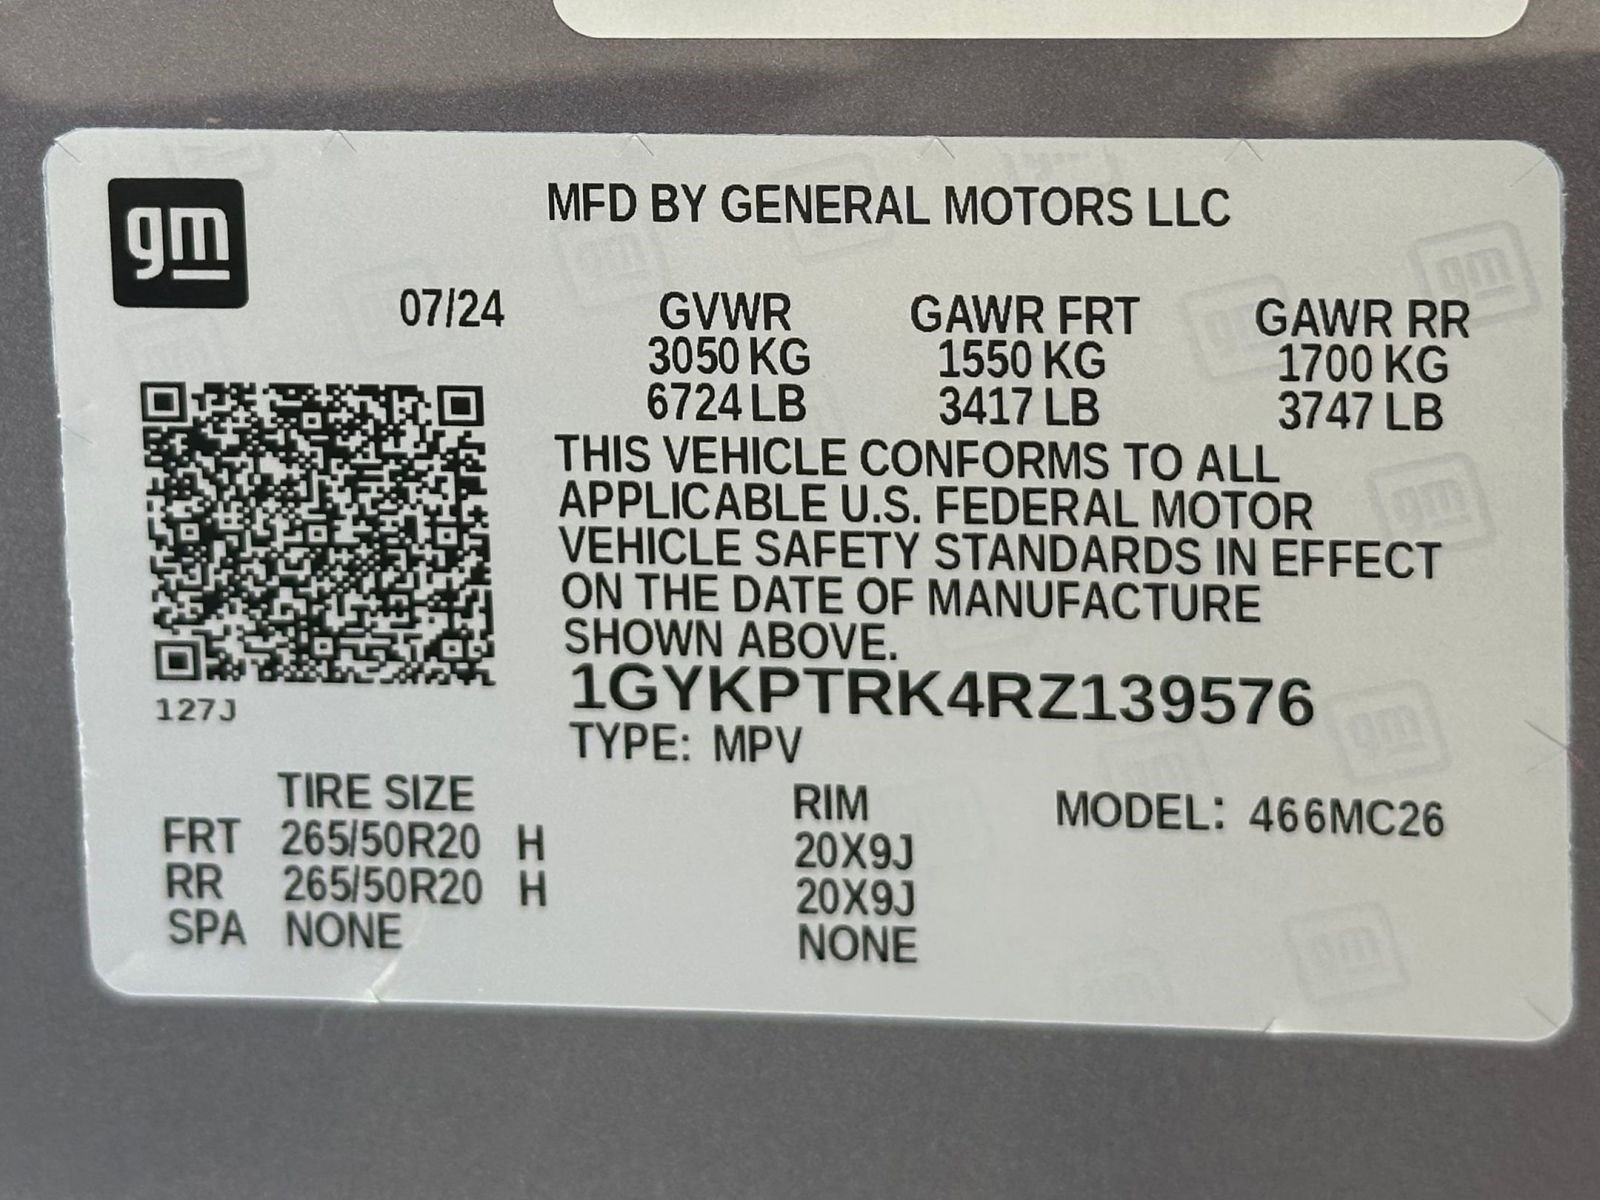 gm
MFD BY GENERAL MOTORS LLC
07/24 GVWR GAWR FRT GAWR RR
3050 KG 1550 KG 1700 KG
6724 LB 3417 LB 3747 LB
THIS VEHICLE CONFORMS TO ALL
APPLICABLE U.S. FEDERAL MOTOR
VEHICLE SAFETY STANDARDS IN EFFECT
ON THE DATE OF MANUFACTURE
SHOWN ABOVE.
1GYKPTRK4RZ139576
127J
TYPE: MPV
TIRE SIZE RIM MODEL: 466MC26
FRT 265/50R20 H 20X9J
RR 265/50R20 H 20X9J
SPA NONE NONE